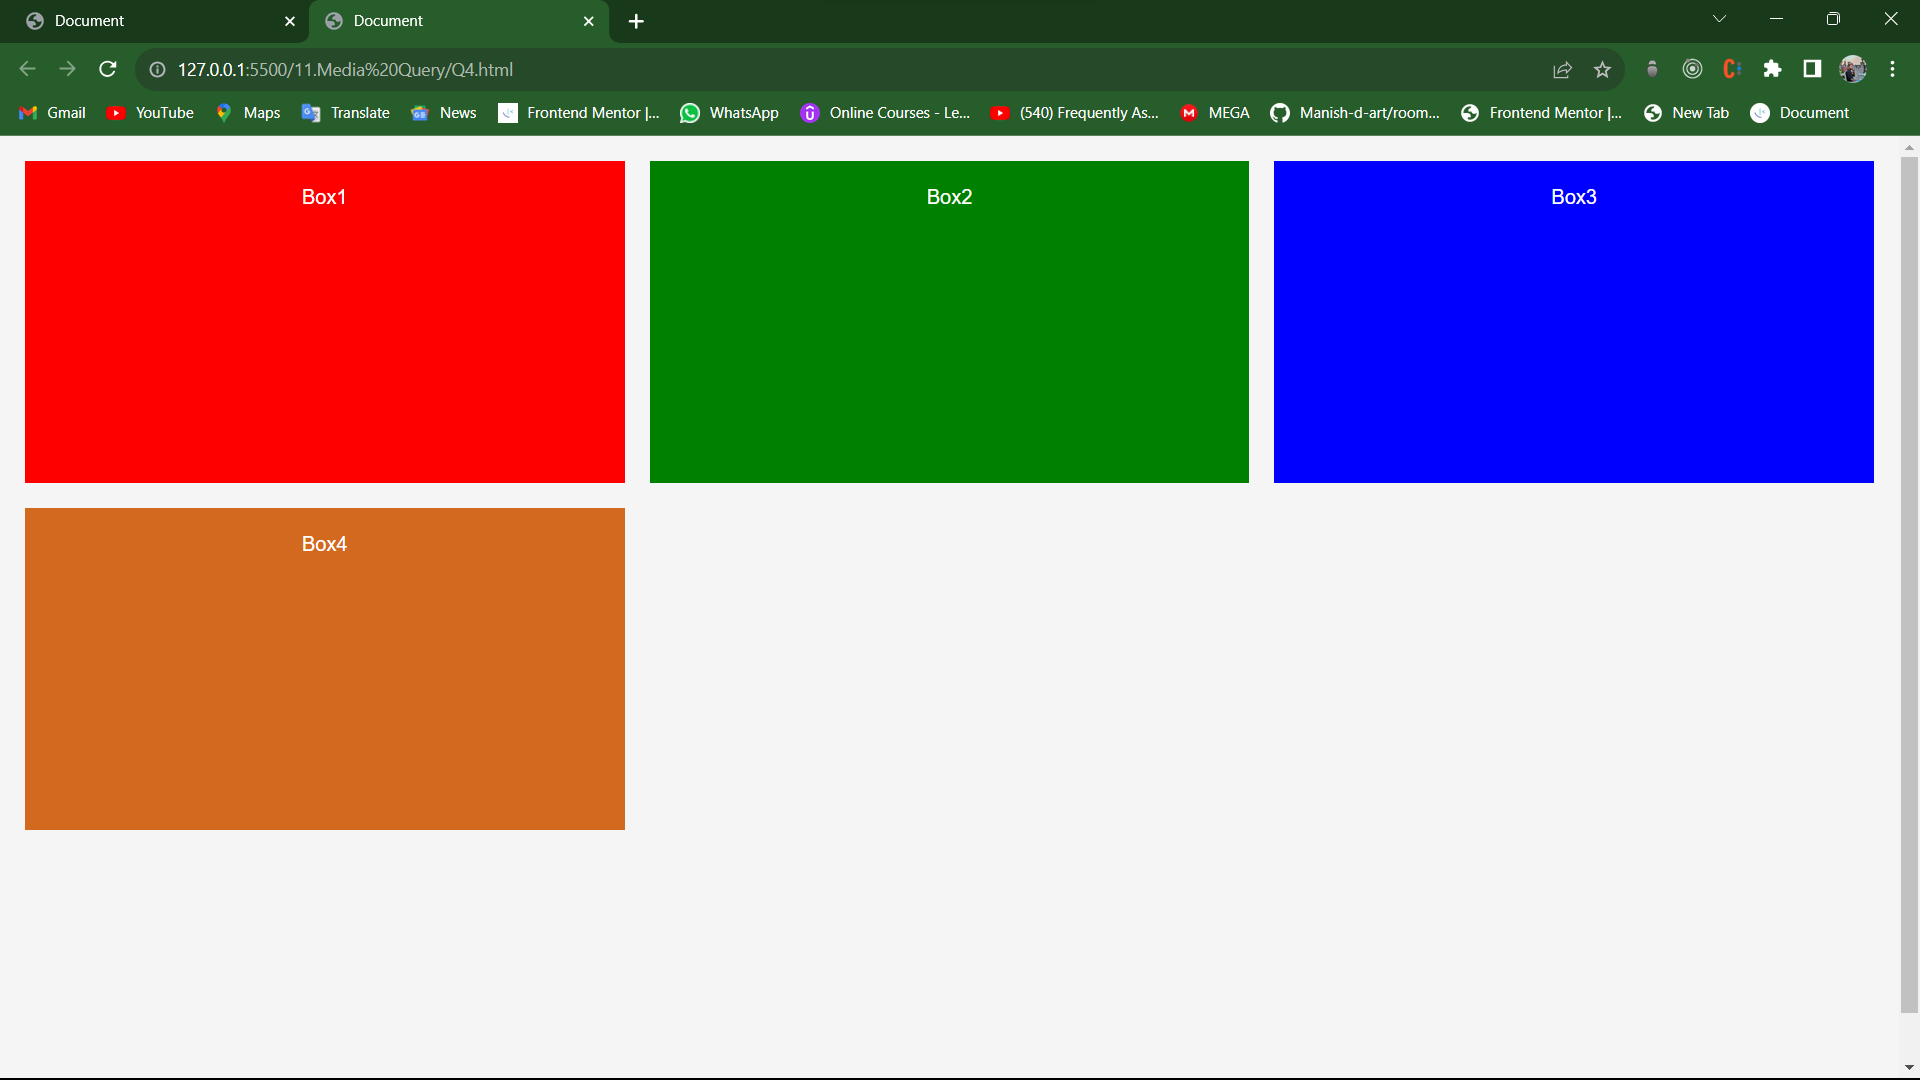 Document
Document
127.0.0.1:5500/11.Media%20Query/Q4.html
Gmail YouTube Maps Translate News Frontend Mentor |... WhatsApp Online Courses - Le... (540) Frequently As... MEGA Manish-d-art/room... Frontend Mentor |... New Tab Document
Box1
Box2
Box3
Box4